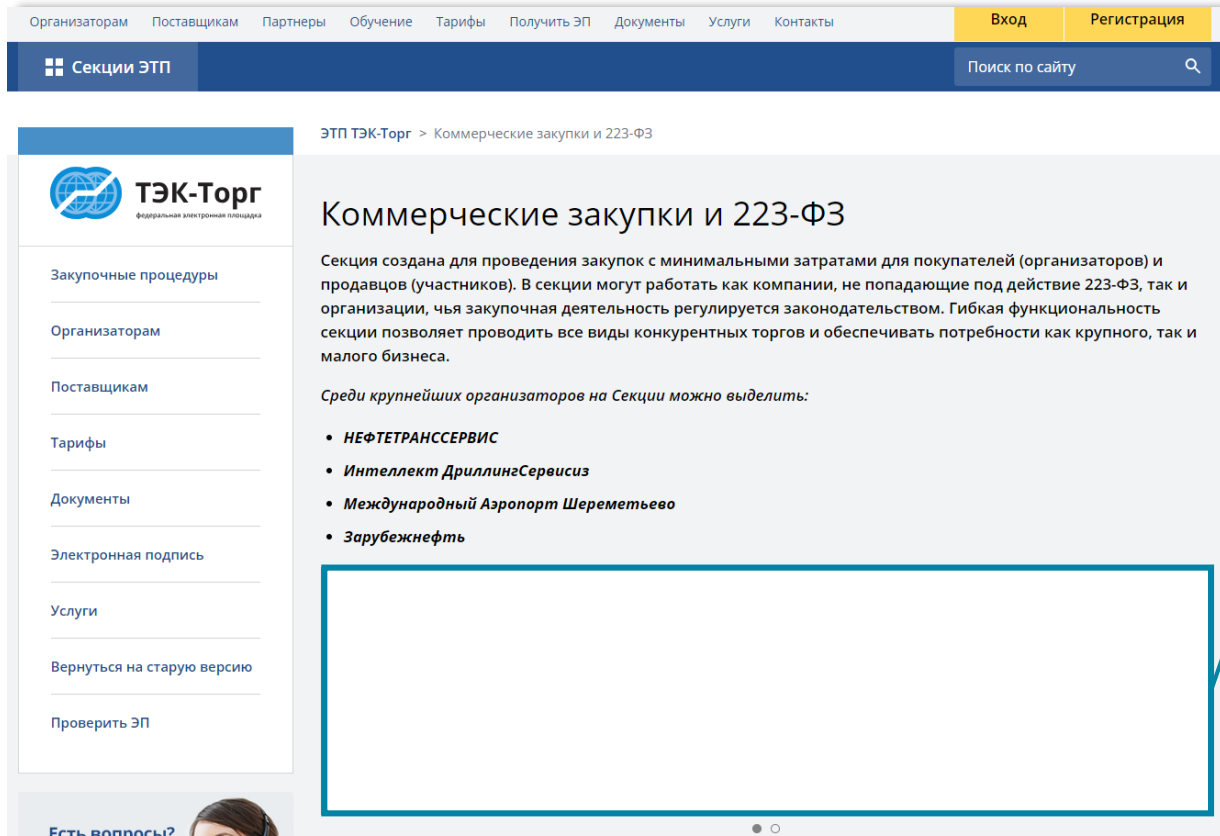 Организаторам Поставщикам Партнеры Обучение Тарифы Получить ЭП Документы Услуги Контакты Вход Регистрация
Секции ЭТП Поиск по сайту
ЭТП ТЭК-Торг > Коммерческие закупки и 223-ФЗ
ТЭК-Торг
федеральная электронная площадка
Закупочные процедуры
Организаторам
Поставщикам
Тарифы
Документы
Электронная подпись
Услуги
Вернуться на старую версию
Проверить ЭП
Есть вопросы?
Коммерческие закупки и 223-ФЗ
Секция создана для проведения закупок с минимальными затратами для покупателей (организаторов) и
продавцов (участников). В секции могут работать как компании, не попадающие под действие 223-ФЗ, так и
организации, чья закупочная деятельность регулируется законодательством. Гибкая функциональность
секции позволяет проводить все виды конкурентных торгов и обеспечивать потребности как крупного, так и
малого бизнеса.
Среди крупнейших организаторов на Секции можно выделить:
• НЕФТЕТРАНССЕРВИС
• Интеллект ДриллингСервисиз
• Международный Аэропорт Шереметьево
• Зарубежнефть